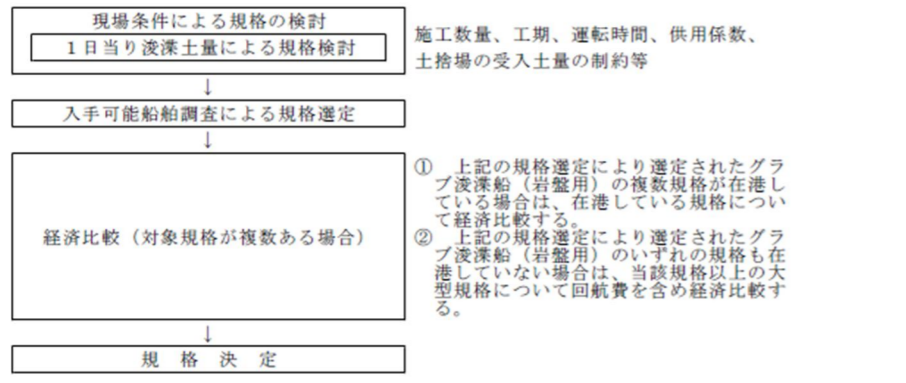 現場条件による規格の検討
1日当り浚渫土量による規格検討
施工数量、工期、運転時間、供用係数、
土捨場の受入土量の制約等
↓
入手可能船舶調査による規格選定
↓
経済比較（対象規格が複数ある場合）
① 上記の規格選定により選定されたグラ
ブ浚渫船（岩盤用）の複数規格が在港し
ている場合は、在港している規格につい
て経済比較する。
② 上記の規格選定により選定されたグラ
ブ浚渫船（岩盤用）のいずれの規格も在
港していない場合は、当該規格以上の大
型規格について回航費を含め経済比較す
る。
↓
規 格 決 定